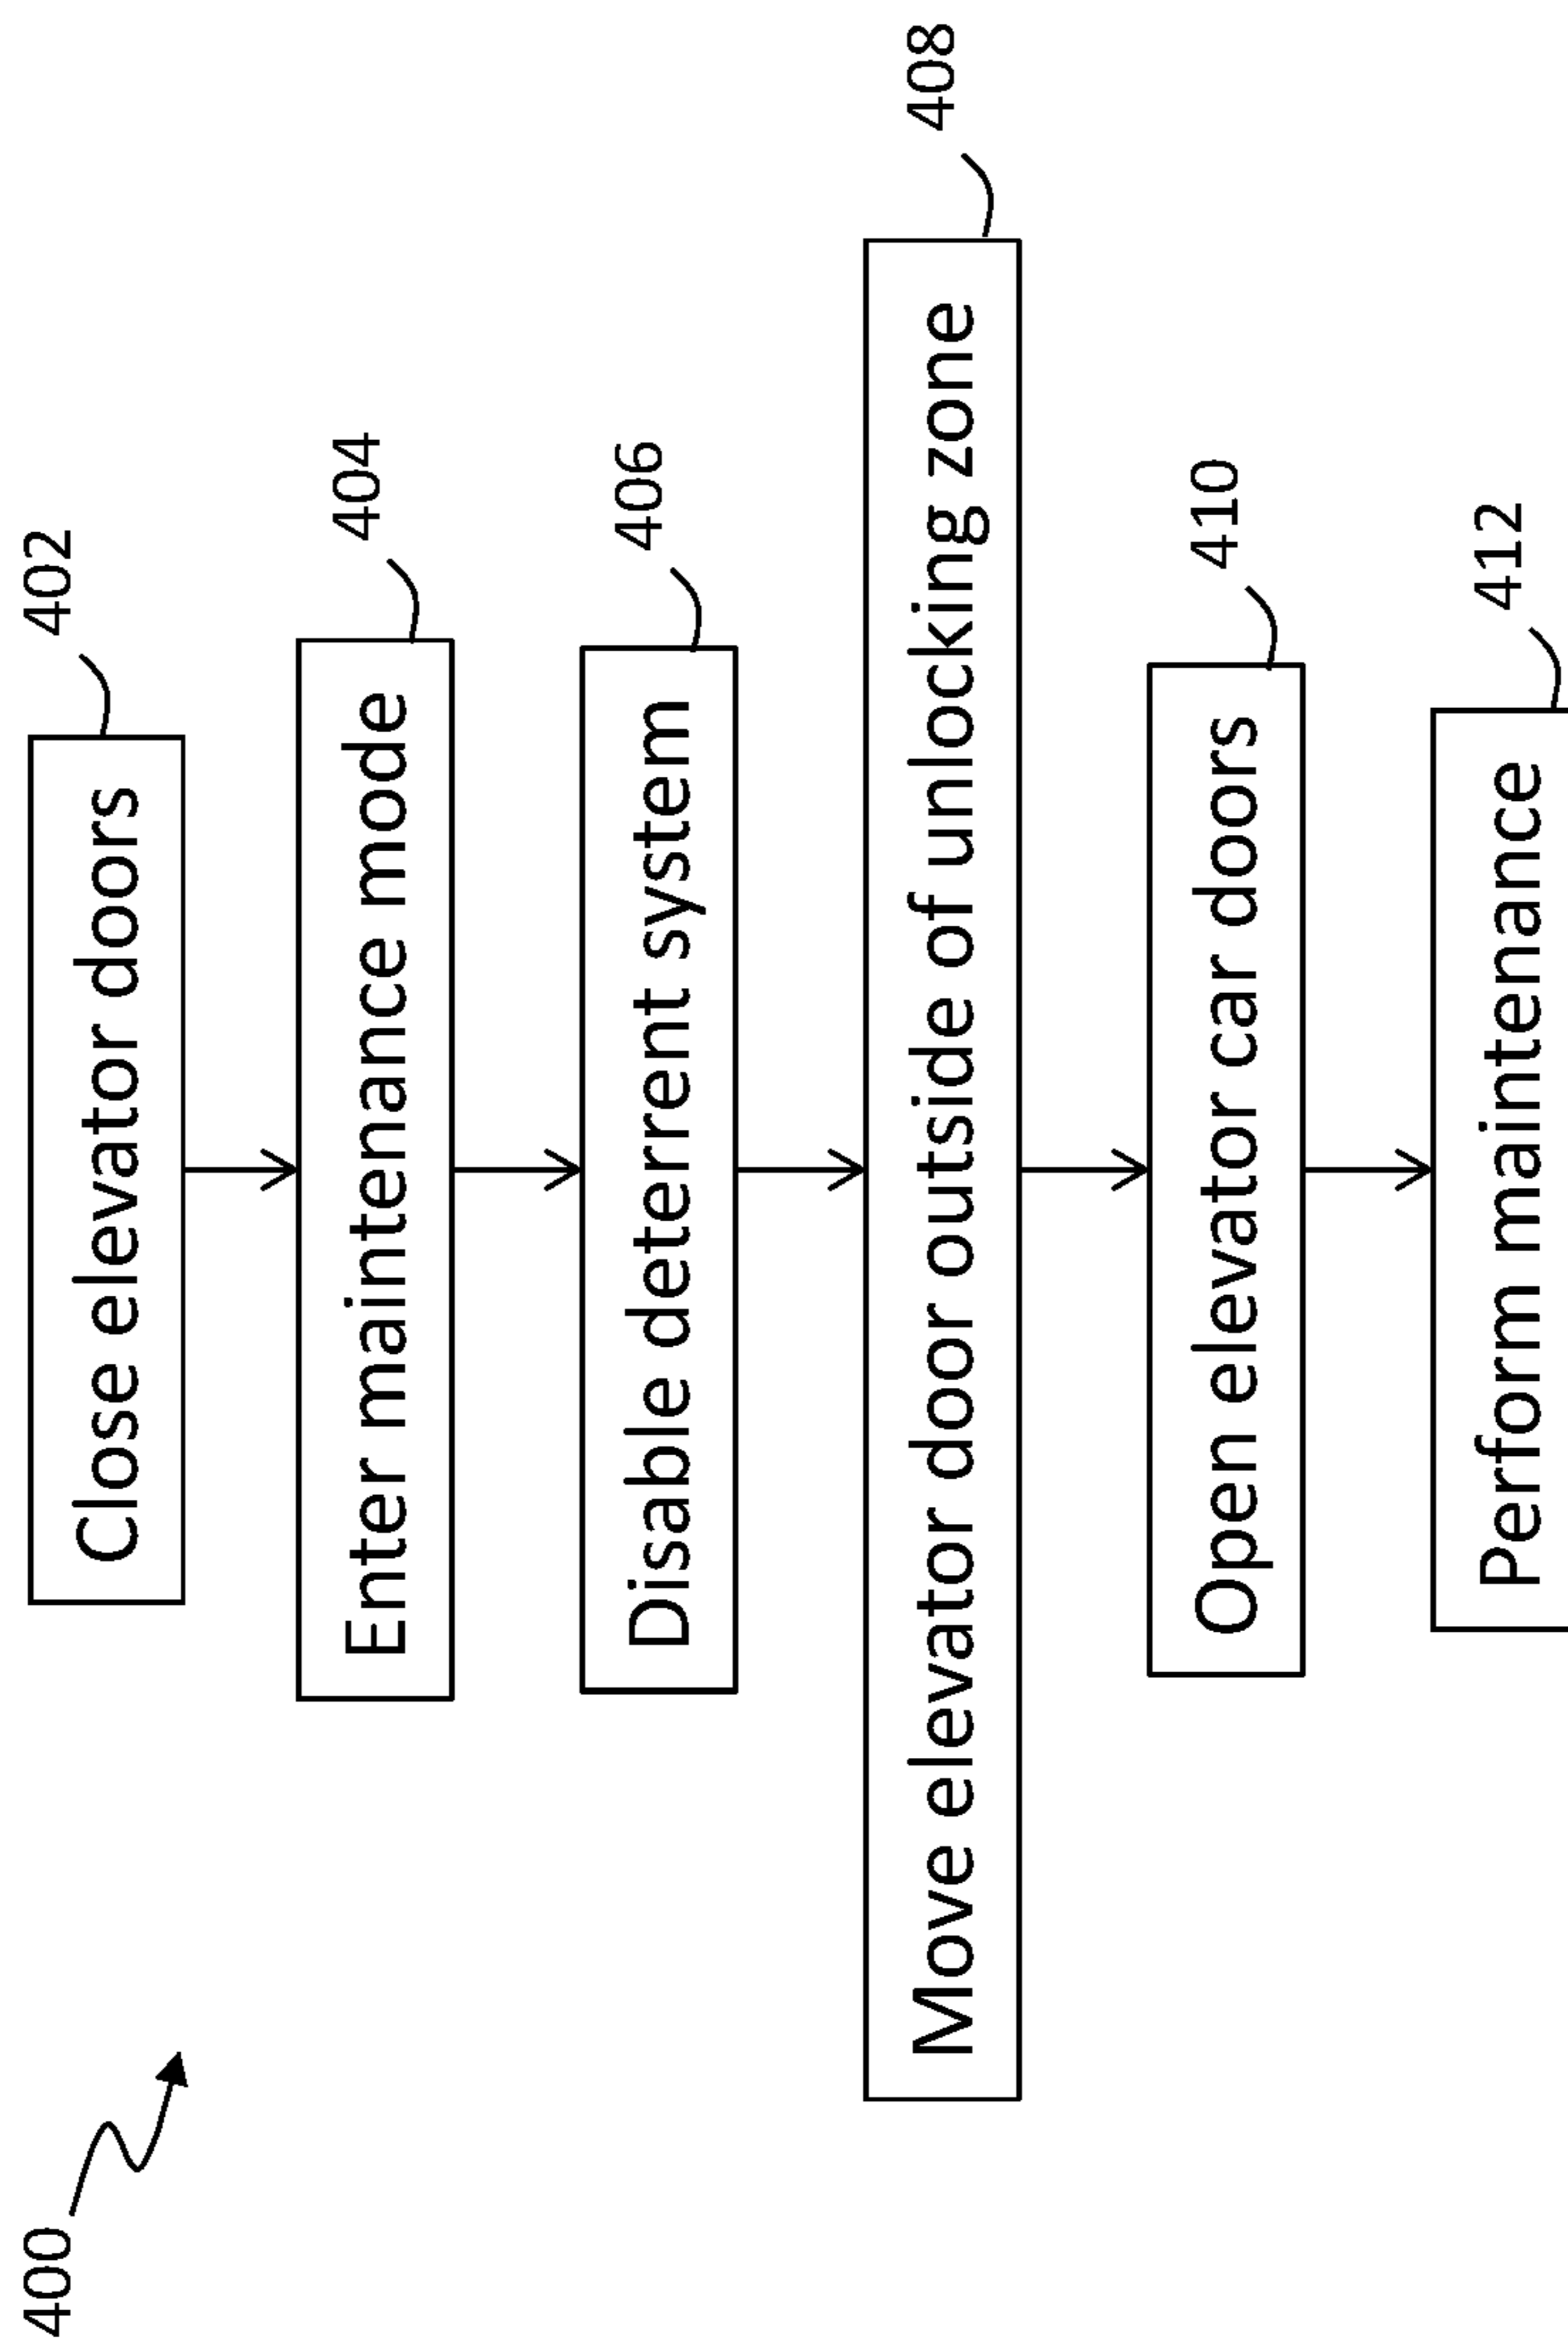 400
402
Close elevator doors
404
Enter maintenance mode
406
Disable deterrent system
408
Move elevator door outside of unlocking zone
410
Open elevator car doors
412
Perform maintenance